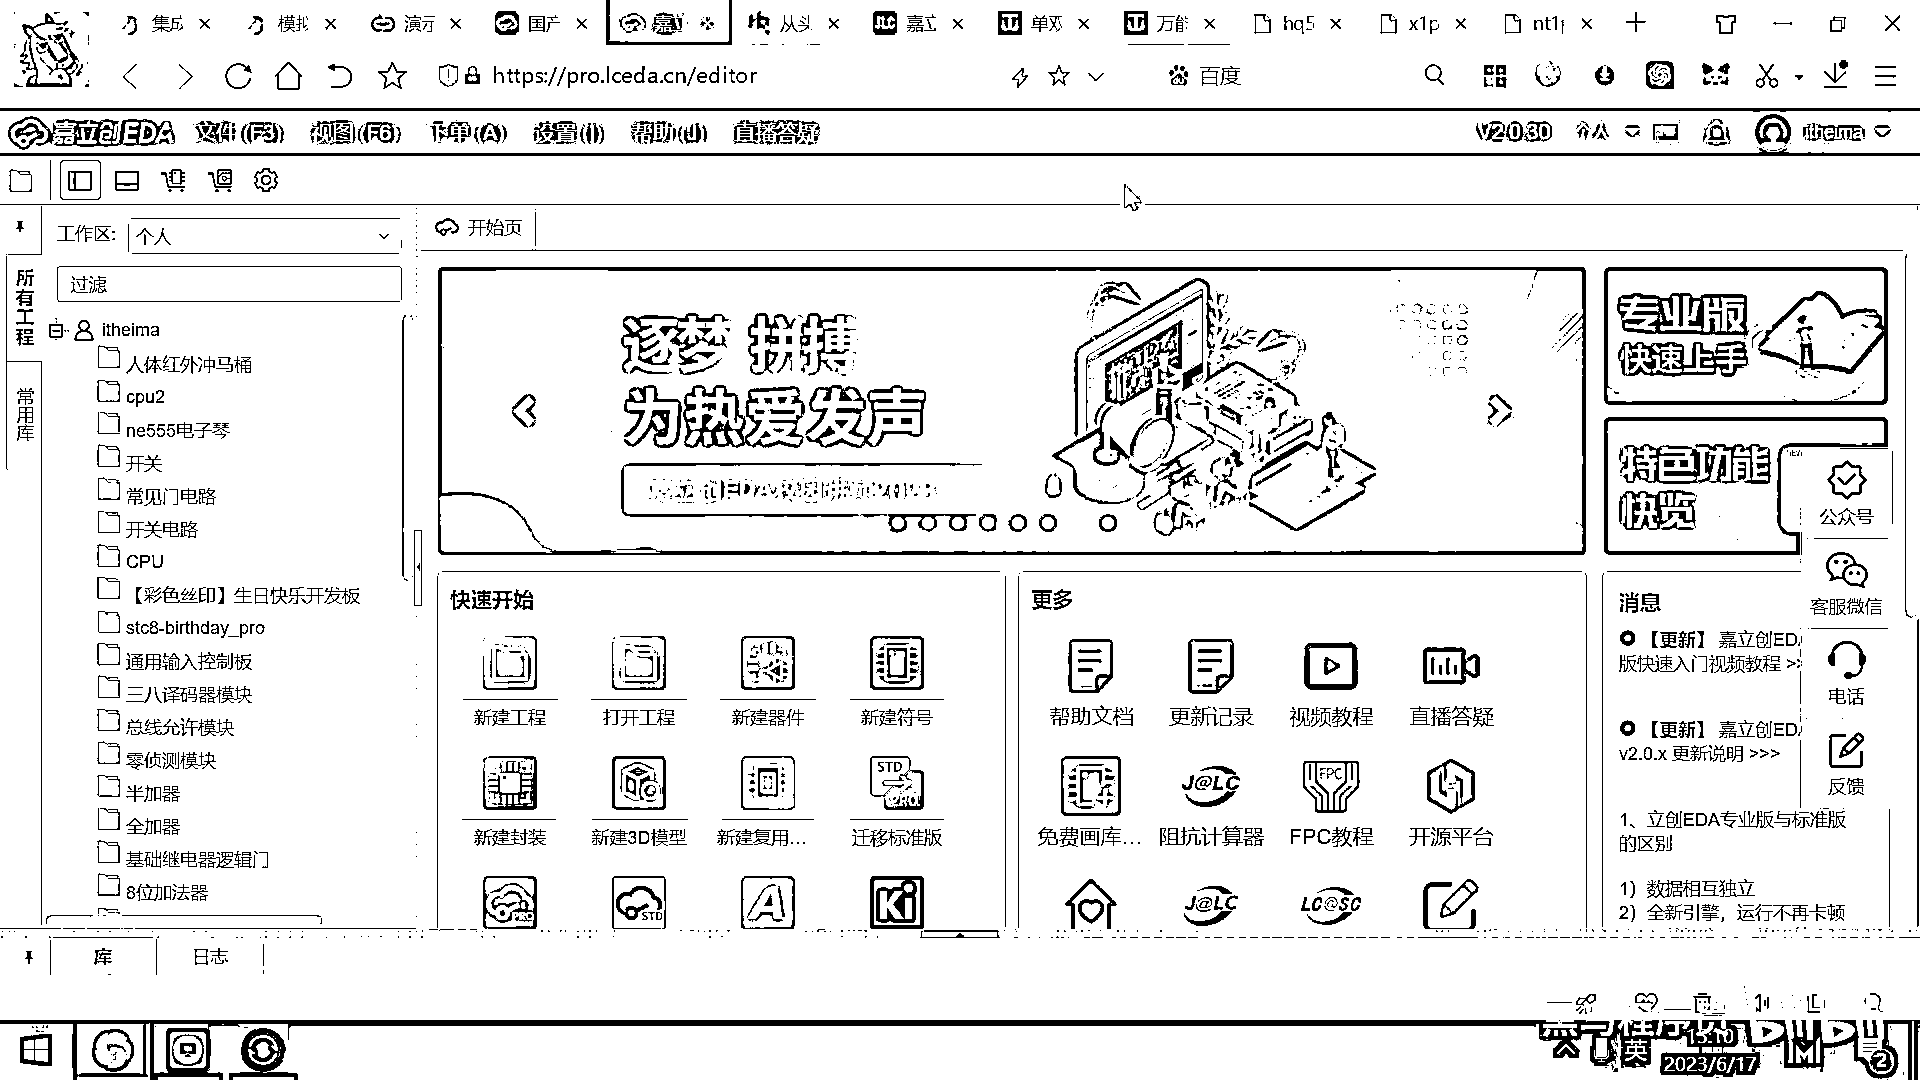 集成
模拟
演示
国产
嘉立
从头
嘉立
单双
万能
hq5
x1p
nt1
https://pro.lceda.cn/editor
百度
嘉立创EDA
文件(F3)
视图(F6)
下单(A)
设置(I)
帮助(J)
直播答疑
V2.0.30
个人
itheima
工作区:
个人
开始页
过滤
所有工程
常用库
itheima
人体红外冲马桶
cpu2
ne555电子琴
开关
常见门电路
开关电路
CPU
【彩色丝印】生日快乐开发板
stc8-birthday_pro
通用输入控制板
三八译码器模块
总线允许模块
零侦测模块
半加器
全加器
基础继电器逻辑门
8位加法器
逐梦 拼搏
为热爱发声
专业版
快速上手
特色功能
快览
公众号
客服微信
电话
反馈
快速开始
新建工程
打开工程
新建器件
新建符号
新建封装
新建3D模型
新建复用...
STD
PRO
迁移标准版
PRO
STD
A
Ki
更多
帮助文档
更新记录
视频教程
直播答疑
免费画库...
J@LC
阻抗计算器
FPC
FPC教程
开源平台
J@LC
LC@SC
消息
【更新】 嘉立创ED
版快速入门视频教程 >>
【更新】 嘉立创ED
v2.0.x 更新说明 >>>
1、立创EDA专业版与标准版
的区别
1）数据相互独立
2）全新引擎，运行不再卡顿
库
日志
英
15:10
2023/6/17
2